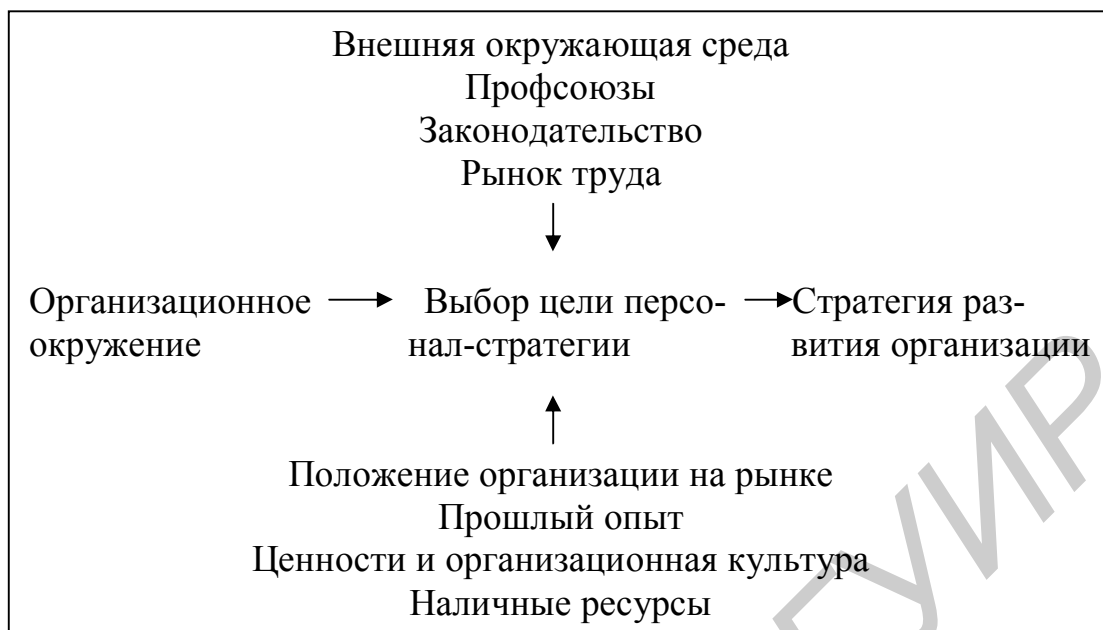 Внешняя окружающая среда
Профсоюзы
Законодательство
Рынок труда
Организационное
окружение
Выбор цели персо-
нал-стратегии
Стратегия раз-
вития организации
Положение организации на рынке
Прошлый опыт
Ценности и организационная культура
Наличные ресурсы
ГУИР